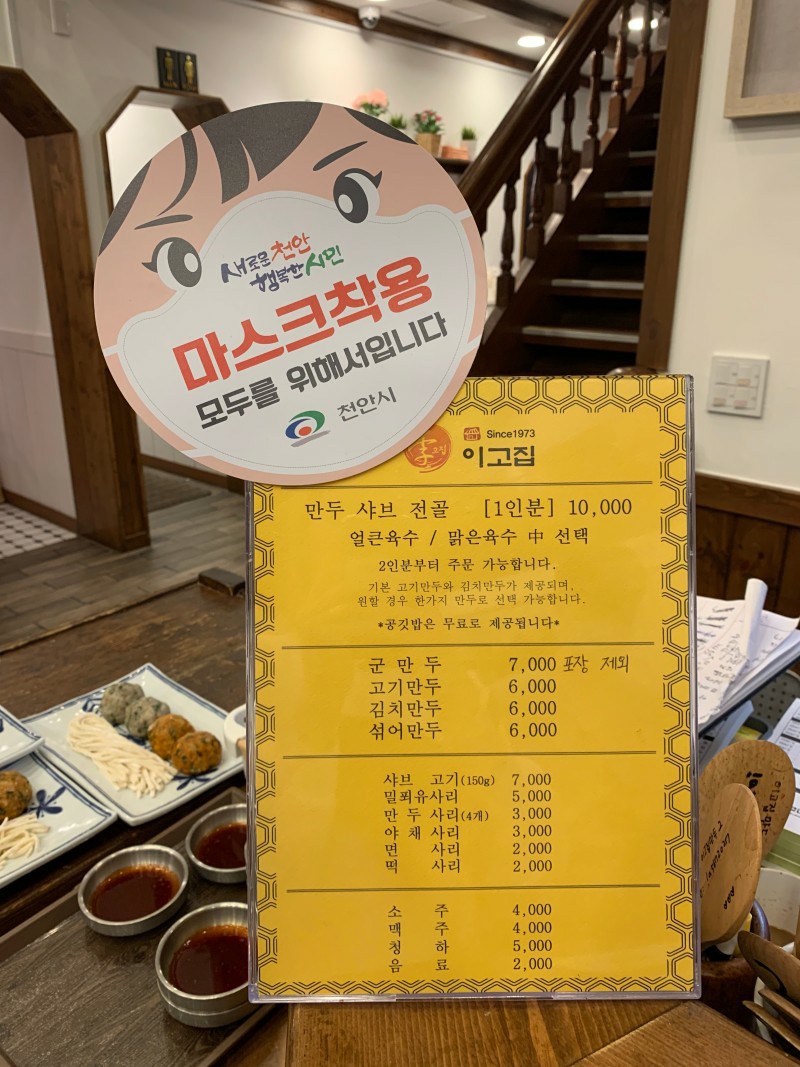 새로운 천안
행복한 시민
마스크착용
모두를 위해서입니다
천안시
Since1973
이고집
만두 샤브 전골 [1인분] 10,000
얼큰육수 / 맑은육수 中 선택
2인분부터 주문 가능합니다.
기본 고기만두와 김치만두가 제공되며,
원할 경우 한가지 만두로 선택 가능합니다.
*공깃밥은 무료로 제공됩니다*
군 만 두 7,000 포장 제외
고기만두 6,000
김치만두 6,000
섞어만두 6,000
샤브 고기(150g) 7,000
밀푀유사리 5,000
만 두 사리(4개) 3,000
야 채 사리 3,000
면 사리 2,000
떡 사리 2,000
소 주 4,000
맥 주 4,000
청 하 5,000
음 료 2,000